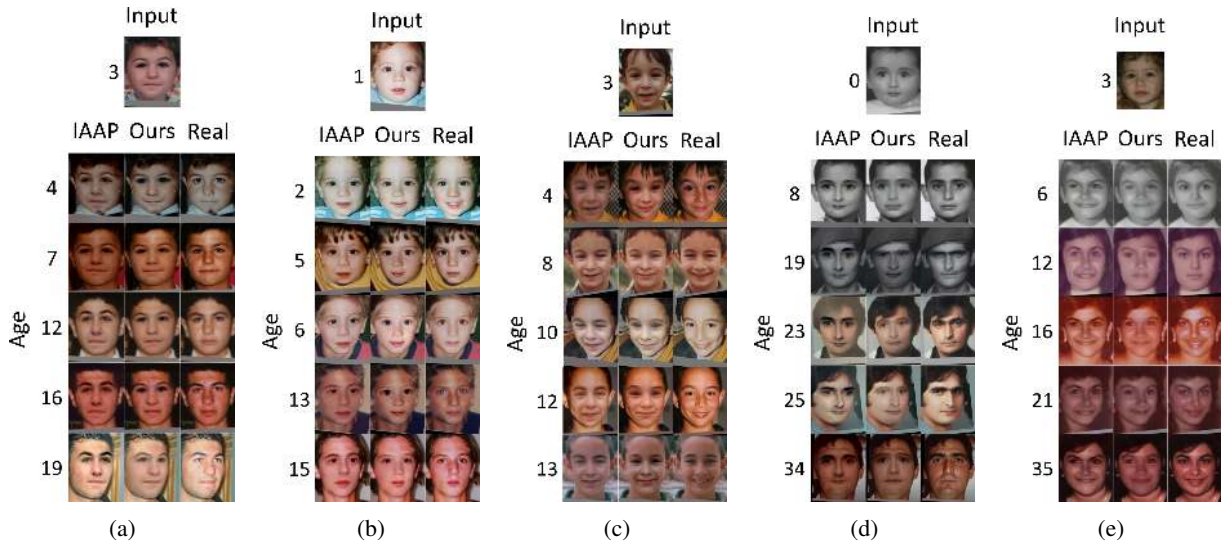 Input
3
IAAP Ours Real
4
7
12
16
19
Age
(a)
Input
1
IAAP Ours Real
2
5
6
13
15
Age
(b)
Input
3
IAAP Ours Real
4
8
10
12
13
Age
(c)
Input
0
IAAP Ours Real
8
19
23
25
34
Age
(d)
Input
3
IAAP Ours Real
6
12
16
21
35
Age
(e)